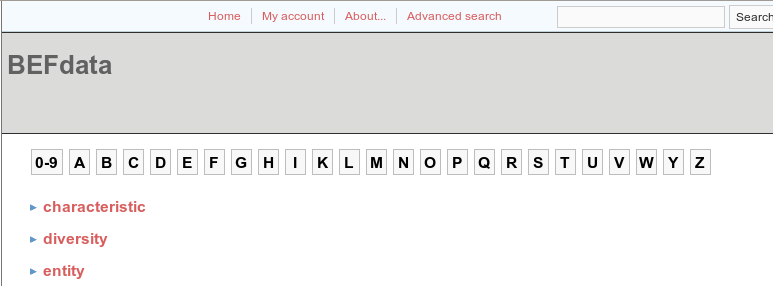 Home My account About... Advanced search Search
BEFdata
0-9 A B C D E F G H I K L M N O P Q R S T U V W Y Z
characteristic
diversity
entity